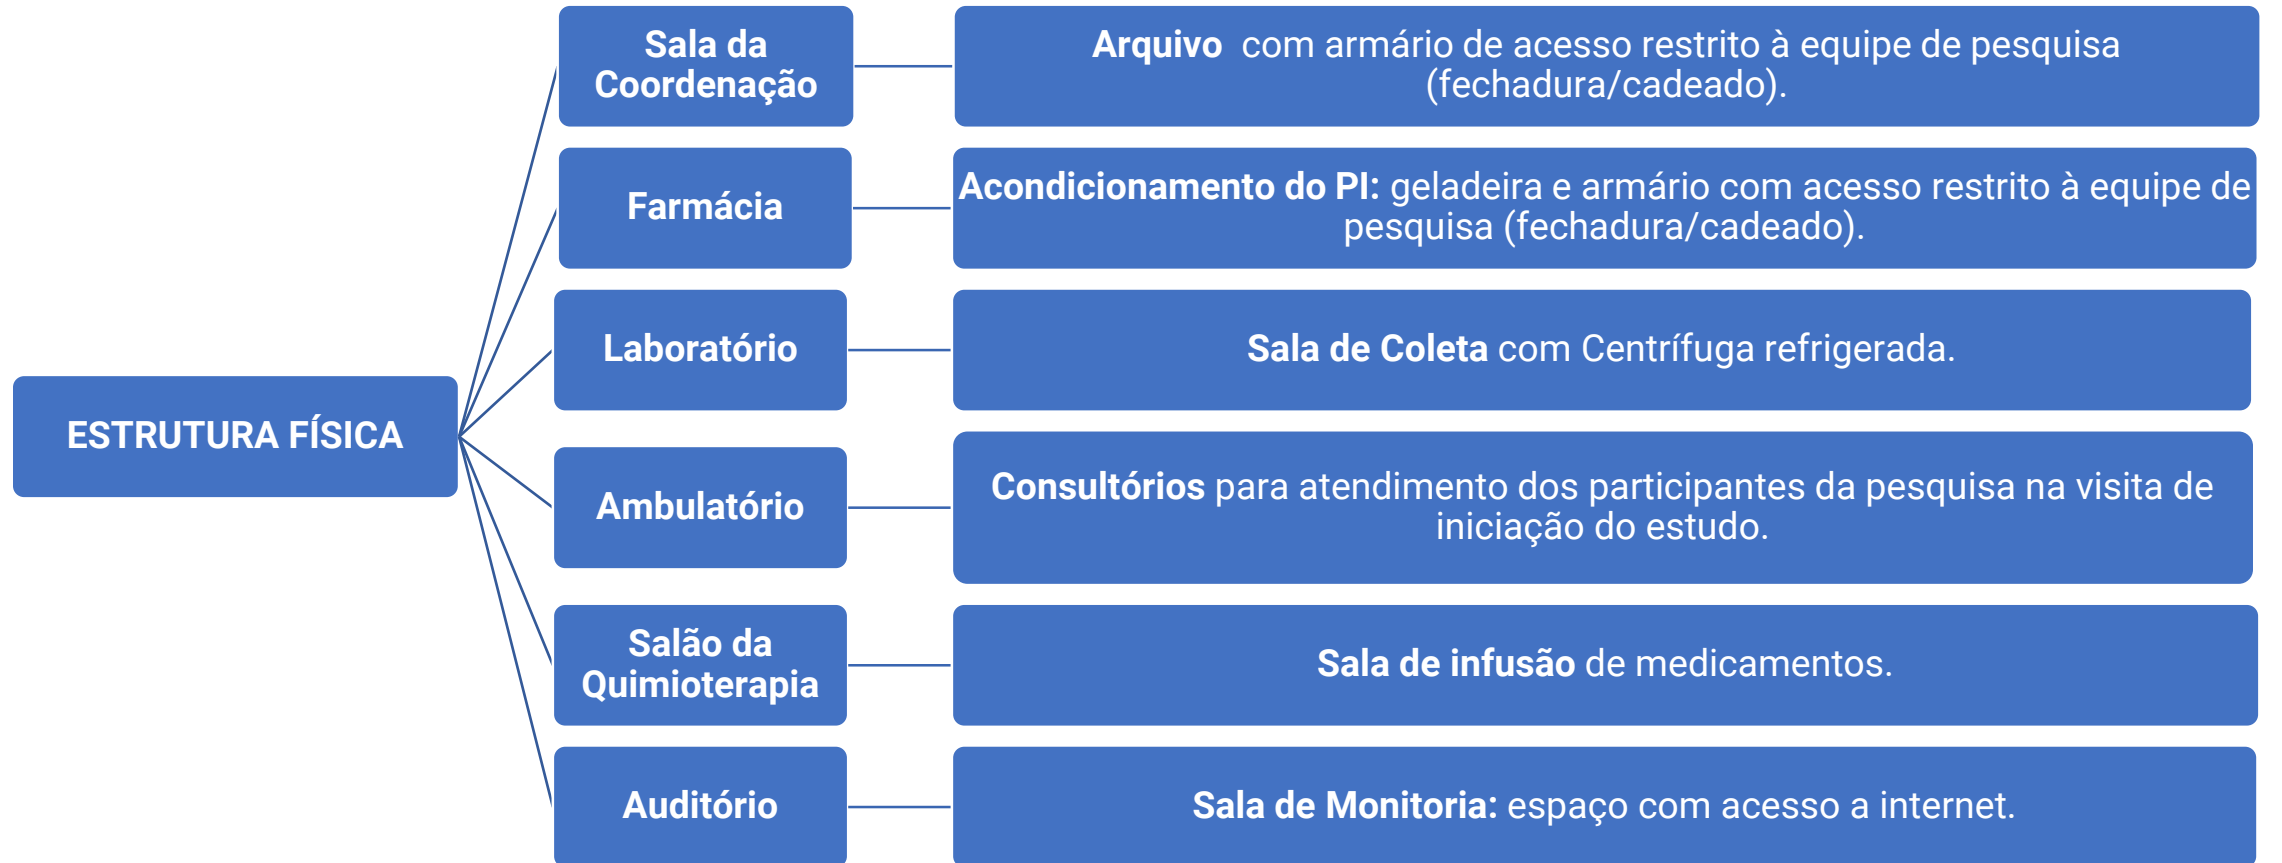 ESTRUTURA FÍSICA
Sala da
Coordenação
Arquivo com armário de acesso restrito à equipe de pesquisa
(fechadura/cadeado).
Farmácia
Acondicionamento do PI: geladeira e armário com acesso restrito à equipe de
pesquisa (fechadura/cadeado).
Laboratório
Sala de Coleta com Centrífuga refrigerada.
Ambulatório
Consultórios para atendimento dos participantes da pesquisa na visita de
iniciação do estudo.
Salão da
Quimioterapia
Sala de infusão de medicamentos.
Auditório
Sala de Monitoria: espaço com acesso a internet.